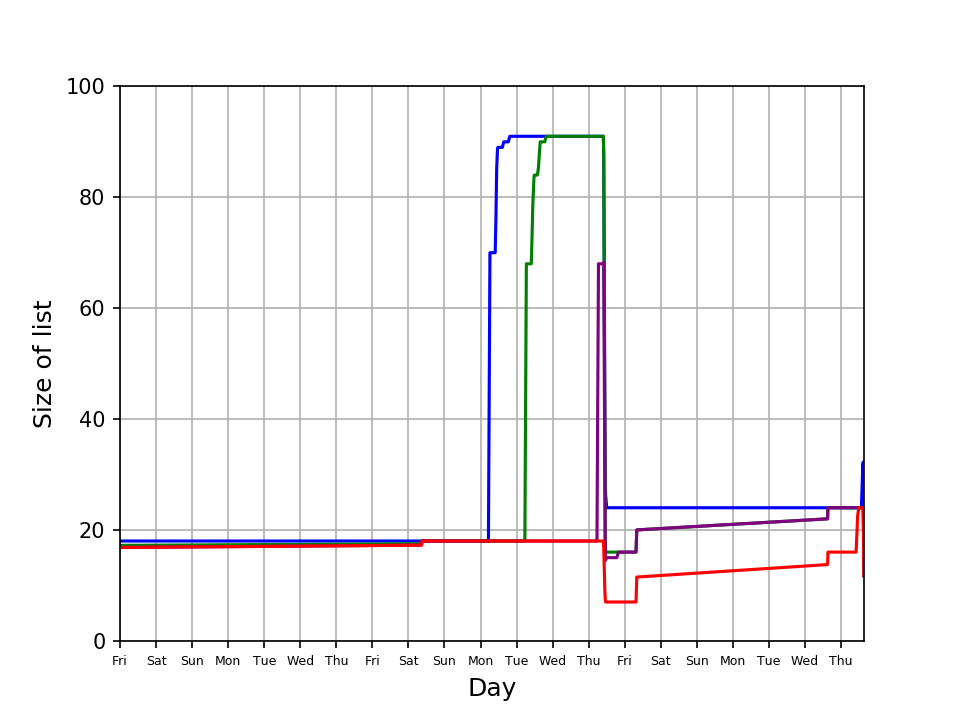 100
80
60
40
20
0
Size of list
Fri Sat Sun Mon Tue Wed Thu Fri Sat Sun Mon Tue Wed Thu Fri Sat Sun Mon Tue Wed Thu
Day